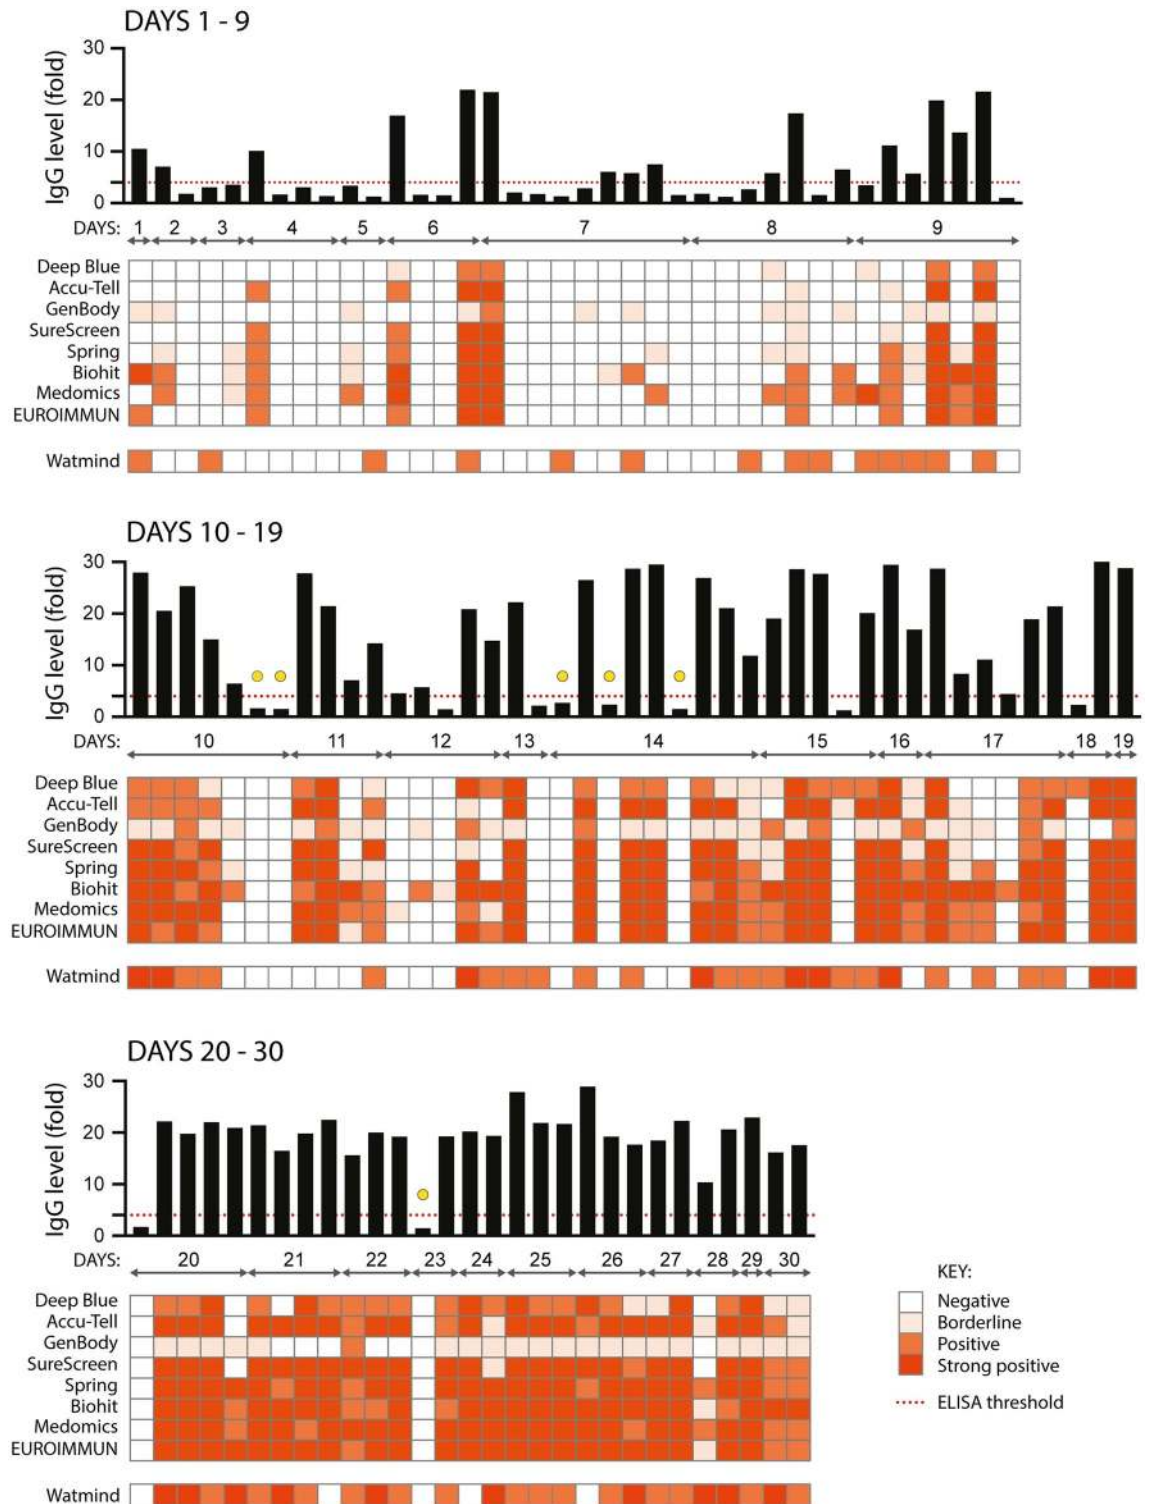 DAYS 1 - 9
IgG level (fold)
30
20
10
0
DAYS: 1 2 3 4 5 6 7 8 9
Deep Blue
Accu-Tell
GenBody
SureScreen
Spring
Biohit
Medomics
EUROIMMUN
Watmind
DAYS 10 - 19
IgG level (fold)
30
20
10
0
DAYS: 10 11 12 13 14 15 16 17 18 19
Deep Blue
Accu-Tell
GenBody
SureScreen
Spring
Biohit
Medomics
EUROIMMUN
Watmind
DAYS 20 - 30
IgG level (fold)
30
20
10
0
DAYS: 20 21 22 23 24 25 26 27 28 29 30
Deep Blue
Accu-Tell
GenBody
SureScreen
Spring
Biohit
Medomics
EUROIMMUN
Watmind
KEY:
Negative
Borderline
Positive
Strong positive
ELISA threshold